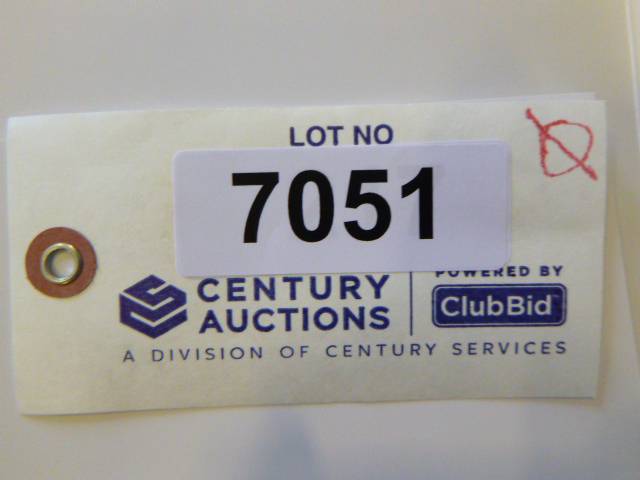 LOT NO
7051
CENTURY
AUCTIONS
POWERED BY
ClubBid
A DIVISION OF CENTURY SERVICES